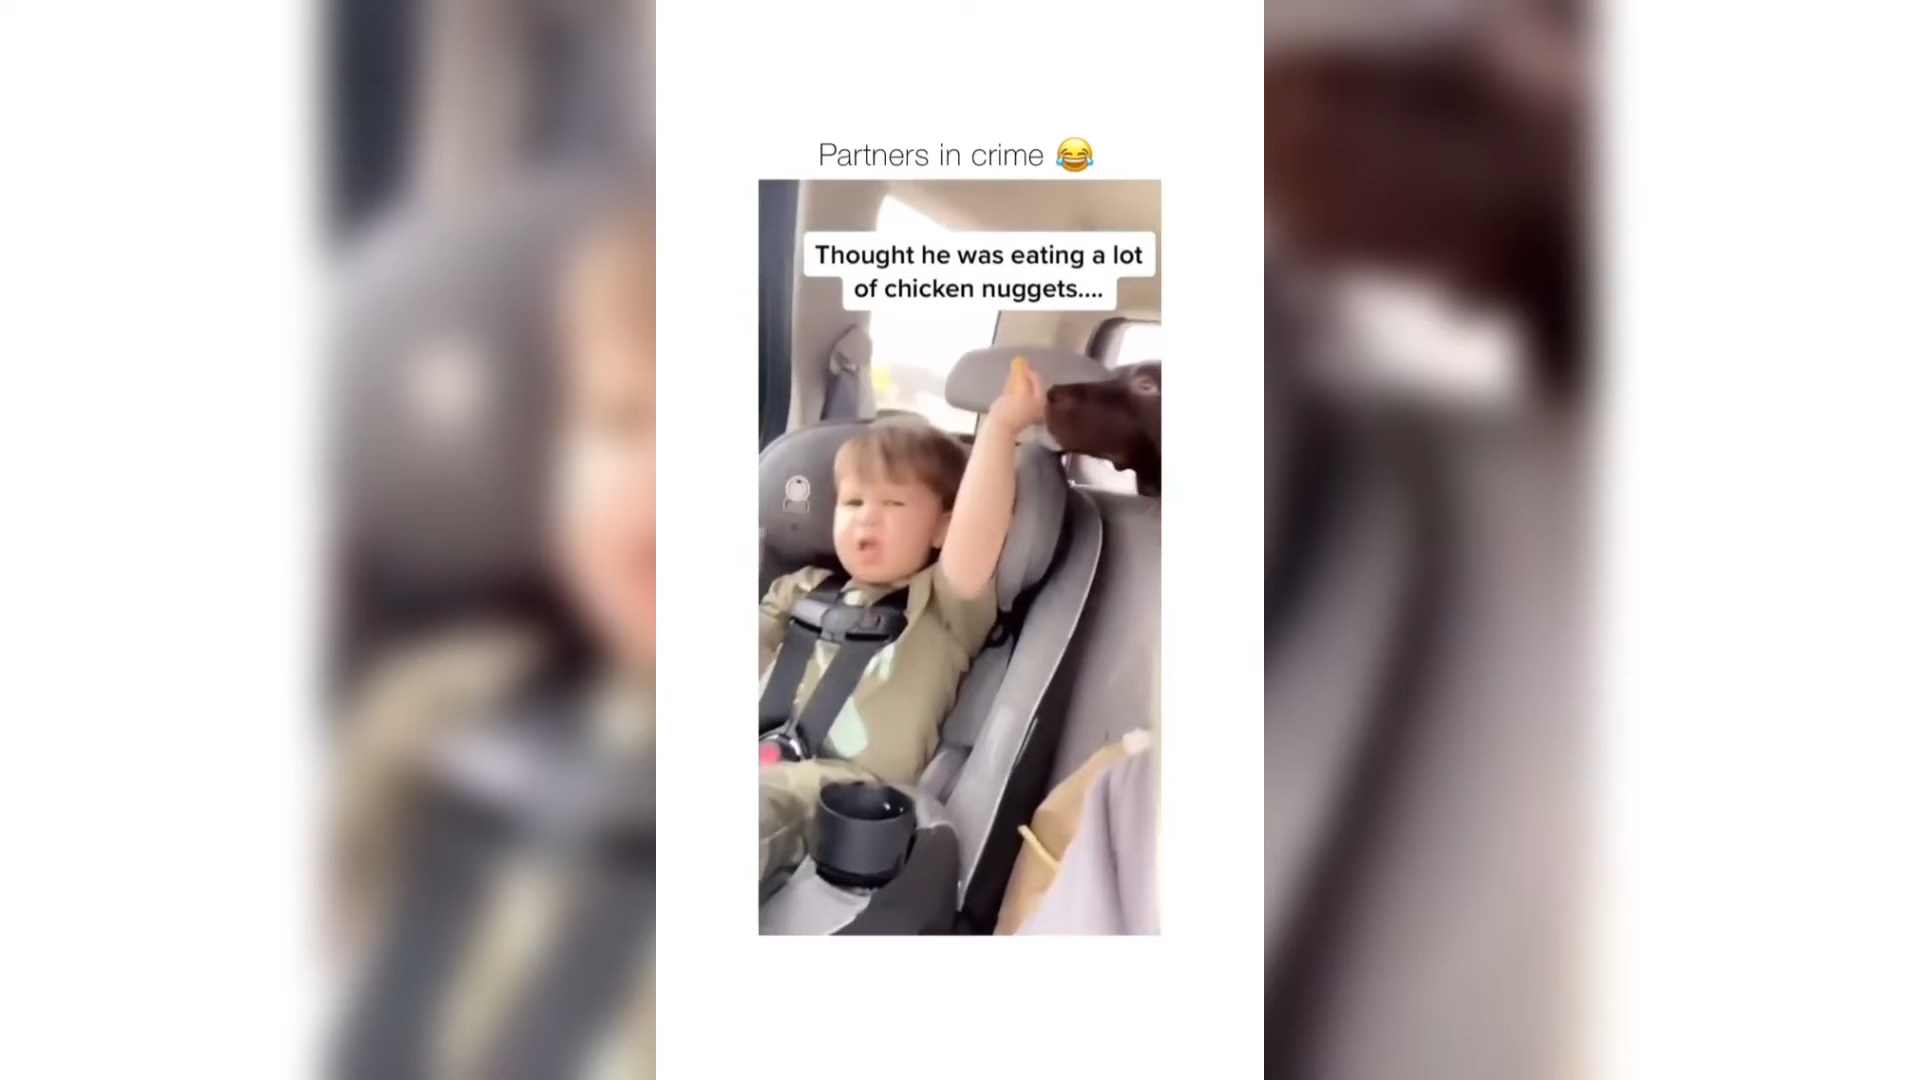 Partners in crime 😂
Thought he was eating a lot
of chicken nuggets....